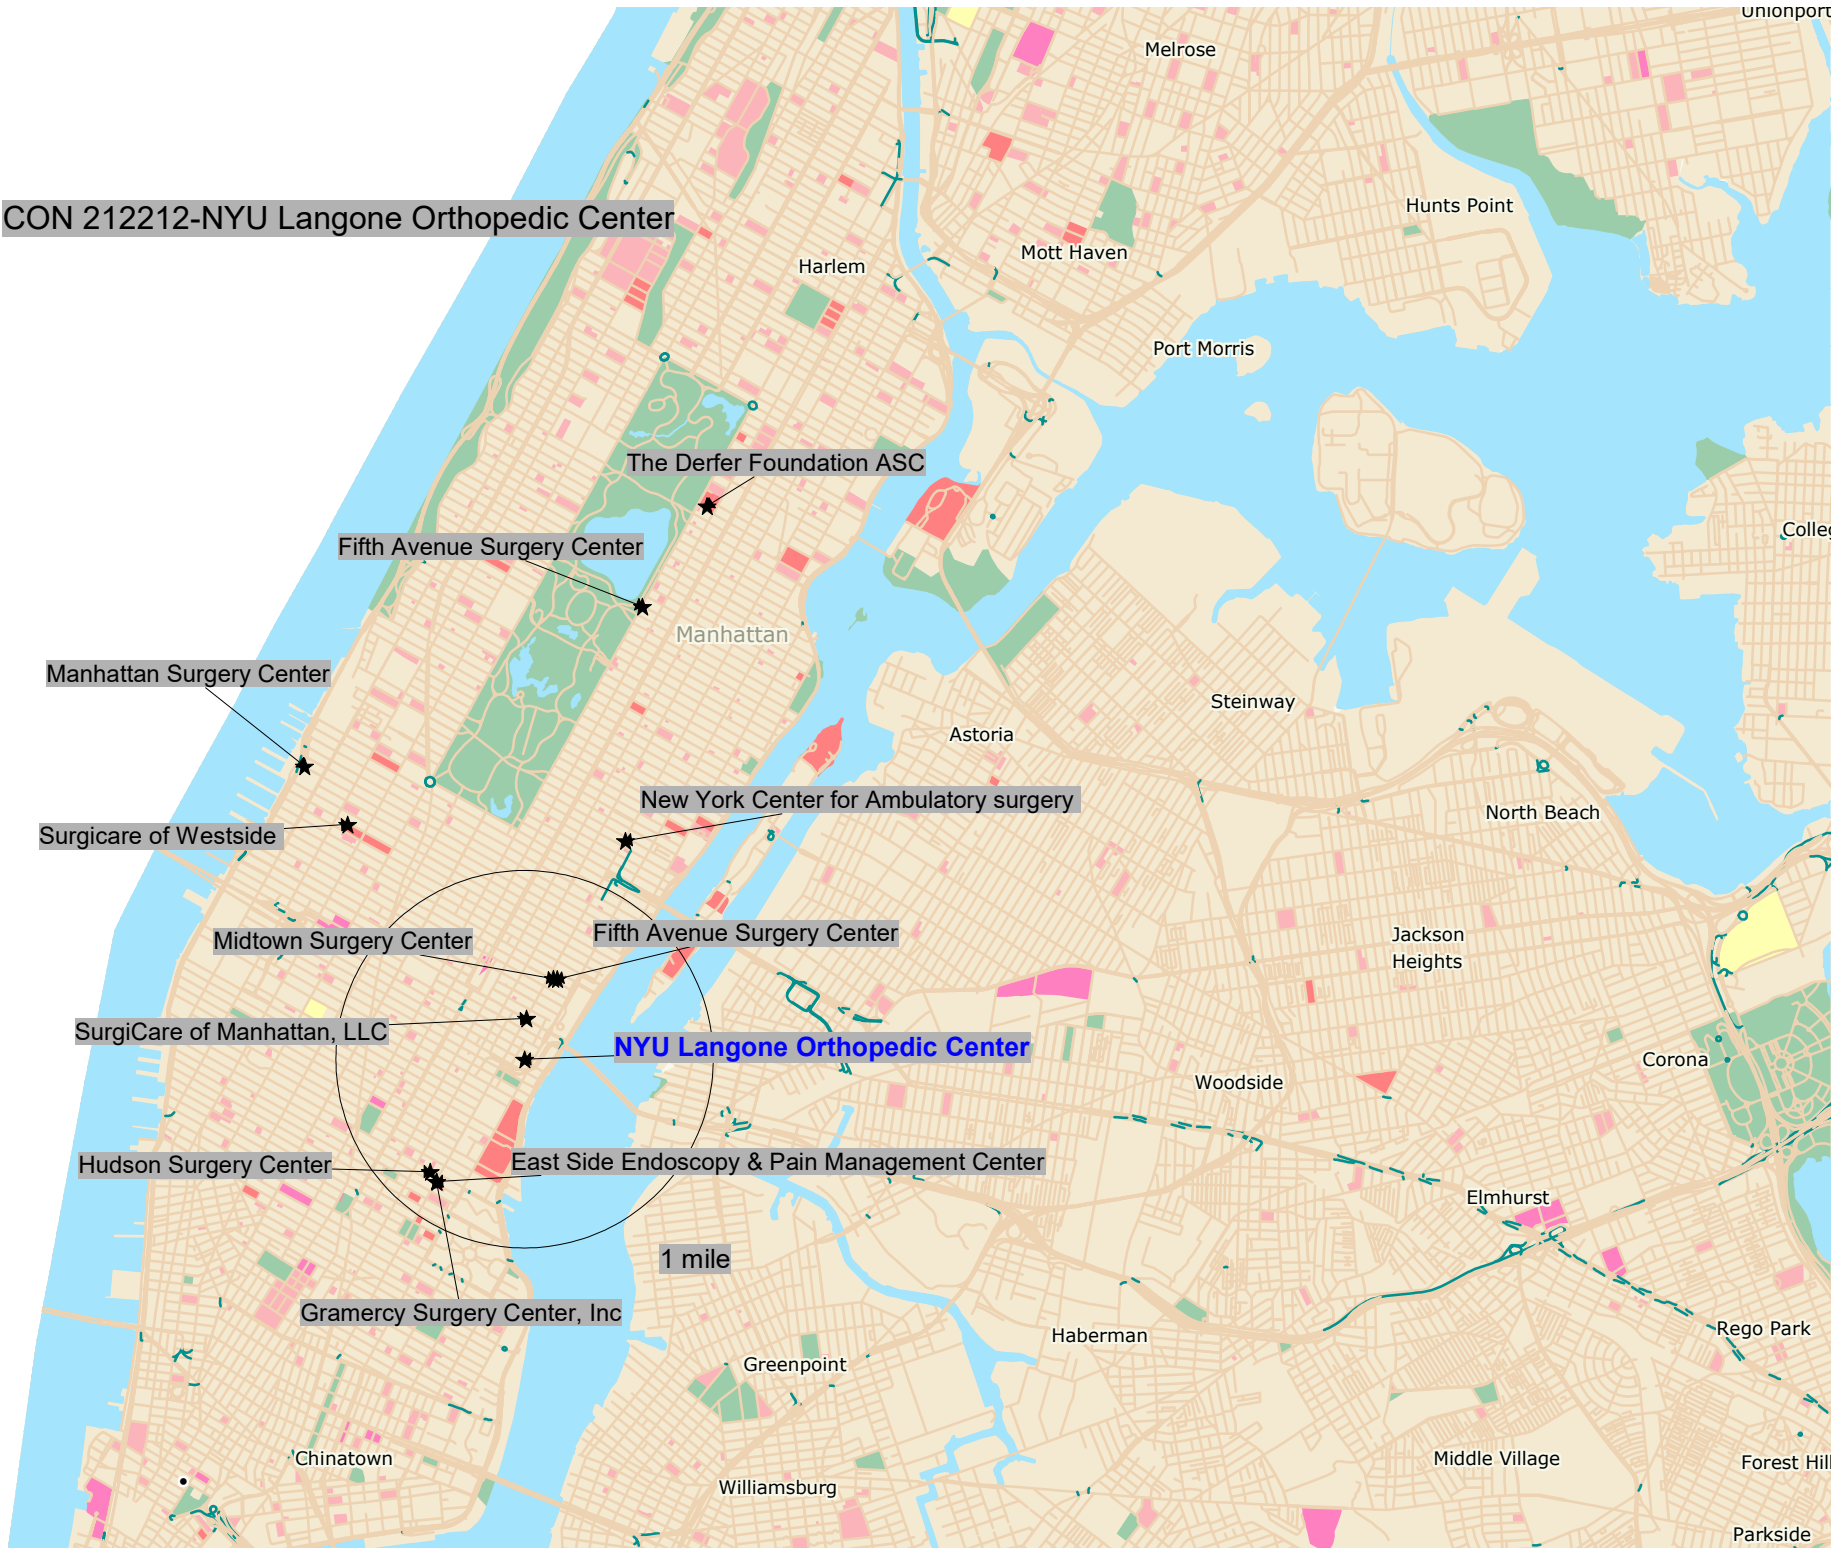 Unionport
Melrose
CON 212212-NYU Langone Orthopedic Center
Hunts Point
Mott Haven
Harlem
Port Morris
The Derfer Foundation ASC
Fifth Avenue Surgery Center
Manhattan
Manhattan Surgery Center
Steinway
Astoria
New York Center for Ambulatory surgery
North Beach
Surgicare of Westside
Midtown Surgery Center
Fifth Avenue Surgery Center
Jackson
Heights
SurgiCare of Manhattan, LLC
NYU Langone Orthopedic Center
Corona
Woodside
Hudson Surgery Center
East Side Endoscopy & Pain Management Center
Elmhurst
1 mile
Gramercy Surgery Center, Inc
Rego Park
Haberman
Greenpoint
Chinatown
Middle Village
Forest Hill
Williamsburg
Parkside